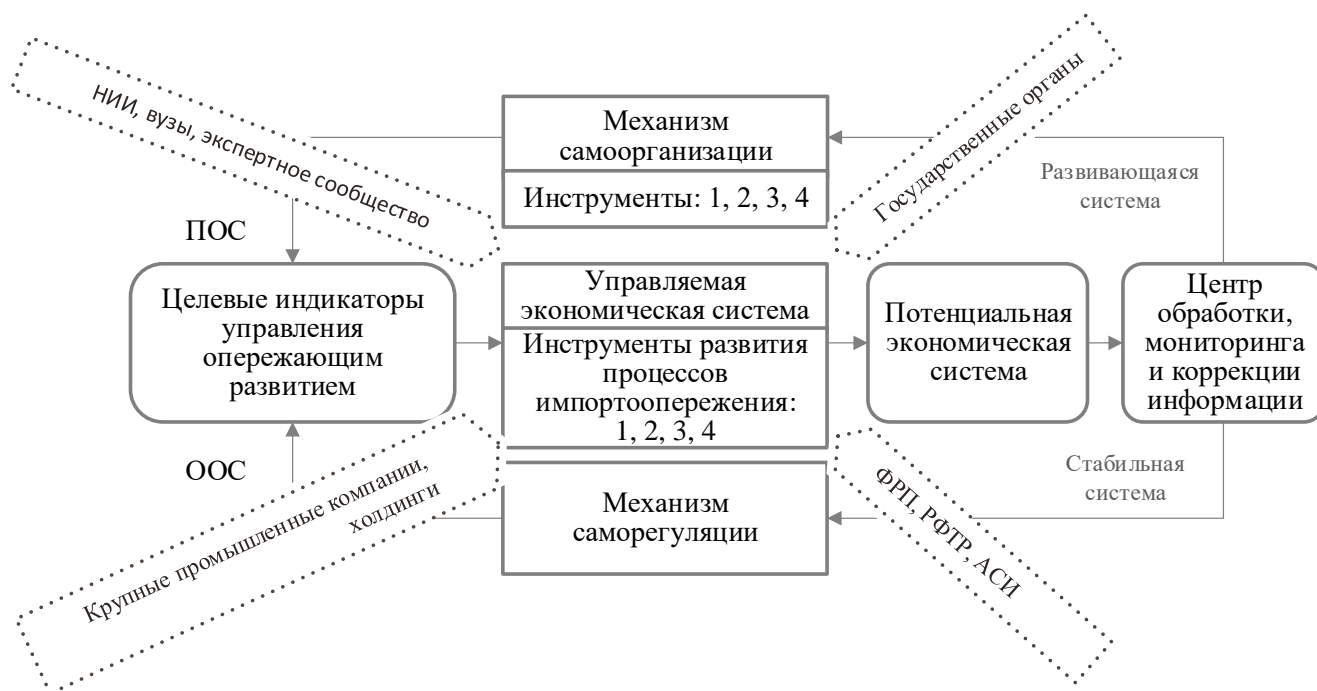 НИИ, вузы, экспертное сообщество
Механизм
самоорганизации
Инструменты: 1, 2, 3, 4
Государственные органы
Развивающаяся
система
ПОС
Целевые индикаторы
управления
опережающим
развитием
Управляемая
экономическая система
Инструменты развития
процессов
импортоопережения:
1, 2, 3, 4
Потенциальная
экономическая
система
Центр
обработки,
мониторинга
и коррекции
информации
ООС
Крупные промышленные компании,
холдинги
Механизм
саморегуляции
ФРП, РФТР, АСИ
Стабильная
система